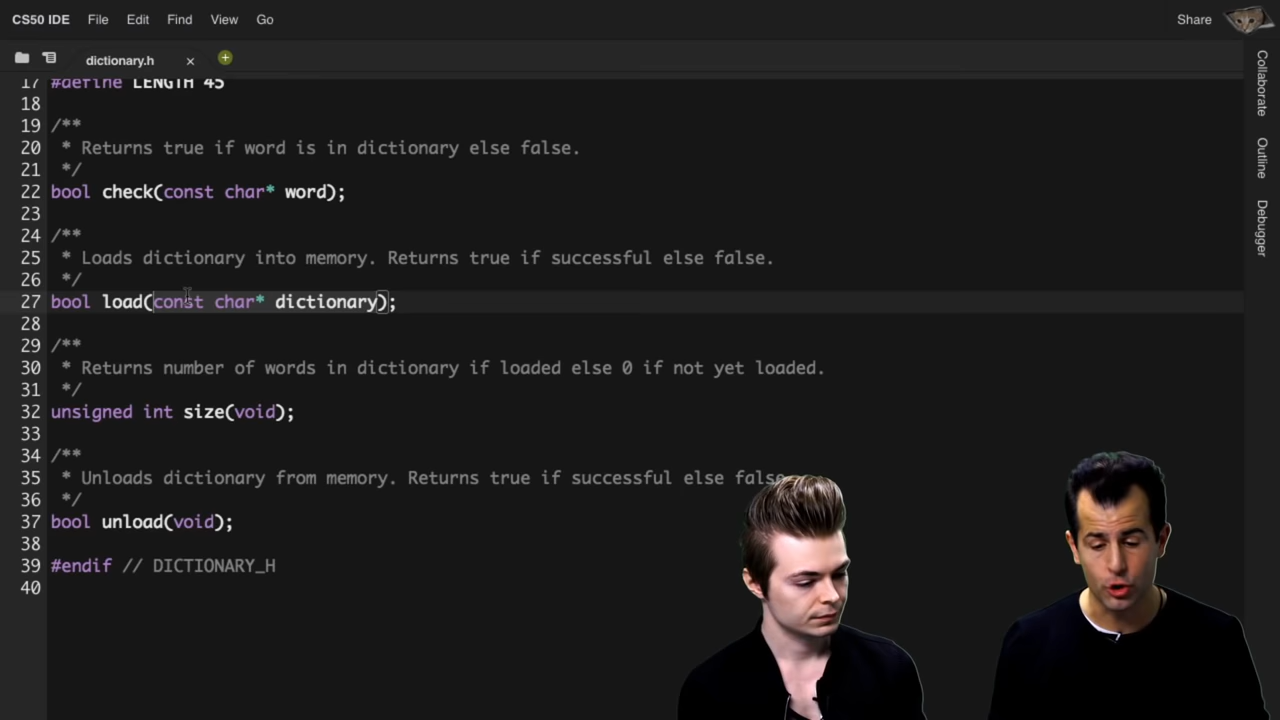 CS50 IDE File Edit Find View Go Share
dictionary.h
17 #define LENGTH 45
18
19 /**
20 * Returns true if word is in dictionary else false.
21 */
22 bool check(const char* word);
23
24 /**
25 * Loads dictionary into memory. Returns true if successful else false.
26 */
27 bool load(const char* dictionary);
28
29 /**
30 * Returns number of words in dictionary if loaded else 0 if not yet loaded.
31 */
32 unsigned int size(void);
33
34 /**
35 * Unloads dictionary from memory. Returns true if successful else false
36 */
37 bool unload(void);
38
39 #endif // DICTIONARY_H
40
Collaborate
Outline
Debugger